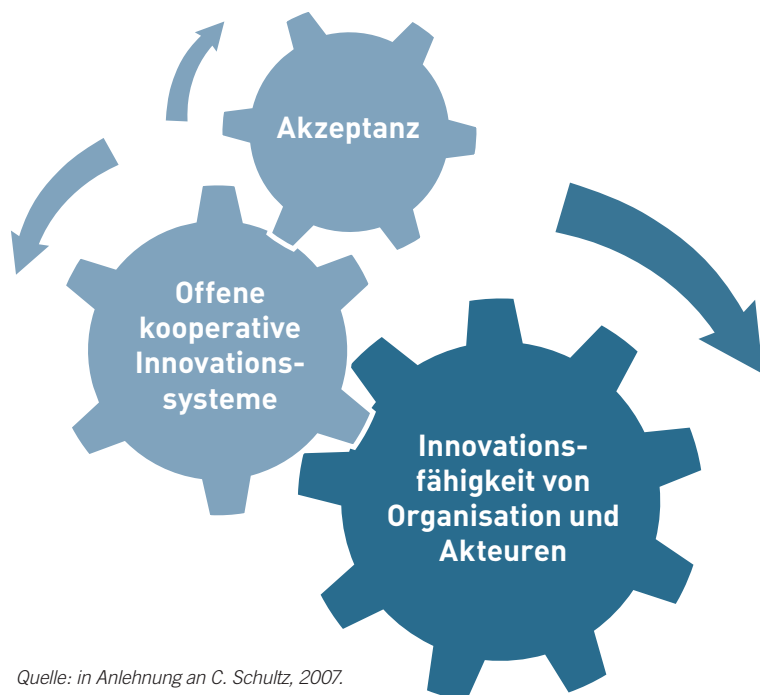 Akzeptanz
Offene
kooperative
Innovations-
systeme
Innovations-
fähigkeit von
Organisation und
Akteuren
Quelle: in Anlehnung an C. Schultz, 2007.